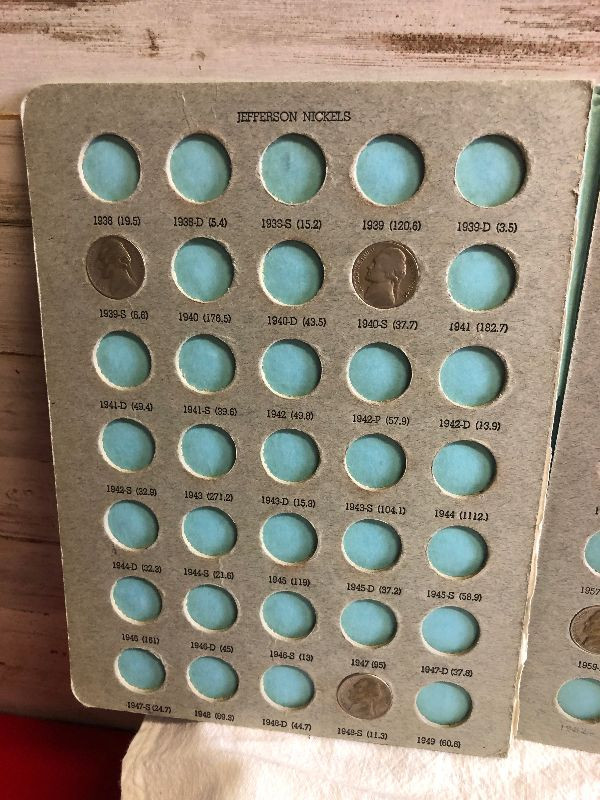 JEFFERSON NICKELS
1938 (19.5) 1938-D (5.4) 1938-S (15.2) 1939 (120.6) 1939-D (3.5)
1939-S (6.6) 1940 (176.5) 1940-D (43.5) 1940-S (37.7) 1941 (182.7)
1941-D (49.4) 1941-S (39.6) 1942 (49.8) 1942-P (57.9) 1942-D (13.9)
1942-S (32.9) 1943 (271.2) 1943-D (15.3) 1943-S (104.1) 1944 (1112.)
1944-D (32.3) 1944-S (21.6) 1945 (119) 1945-D (37.2) 1945-S (58.9)
1946 (161) 1946-D (45) 1946-S (13) 1947 (95) 1947-D (37.8)
1947-S (24.7) 1948 (89.3) 1948-D (44.7) 1948-S (11.3) 1949 (60.6)
1957
1959-